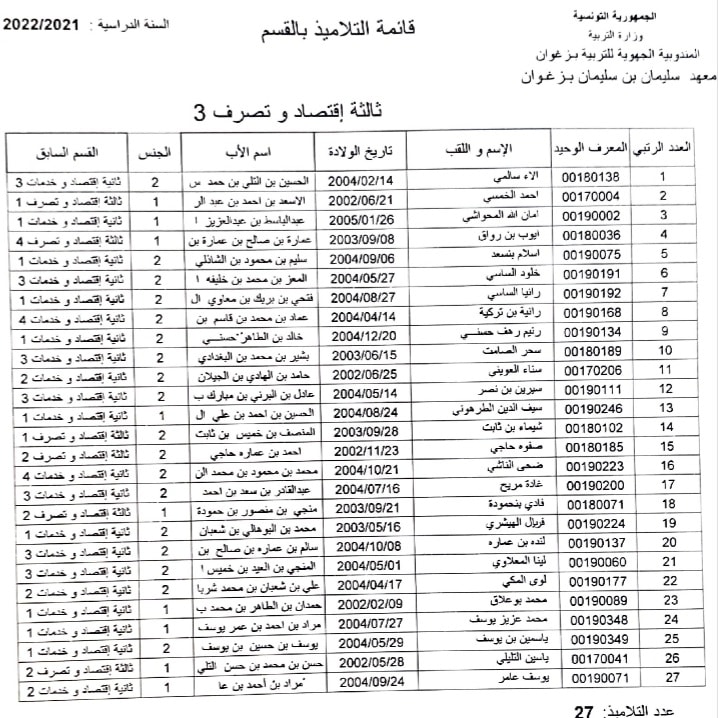 الجمهورية التونسية
وزارة التربية
المندوبية الجهوية للتربية بـزغوان
معهد سليمان بن سليمان بـزغـوان
قائمة التلاميذ بالقسم
السنة الدراسية : 2022/2021
ثالثة إقتصاد و تصرف 3
العدد الرتبي المعرف الوحيد الإسم و اللقب تاريخ الولادة اسم الأب الجنس القسم السابق
1 00180138 الاء سالمي 2004/02/14 الحسين بن التلي بن حمد س 2 ثانية إقتصاد و خدمات 3
2 00170004 احمد الخمسي 2002/06/21 الاسعد بن احمد بن عبد الر 1 ثالثة إقتصاد و تصرف 1
3 00190002 امان الله المحواشي 2005/01/26 عبدالباسط بن عبدالعزيز ا 1 ثانية إقتصاد و خدمات 1
4 00180036 ايوب بن رواق 2003/09/08 عمارة بن صالح بن عمارة بن 1 ثالثة إقتصاد و تصرف 4
5 00190075 اسلام بنسعد 2004/09/06 سليم بن محمود بن الشاذلي 2 ثانية إقتصاد و خدمات 1
6 00190191 خلود الساسي 2004/05/27 المعز بن محمد بن خليفه ا 2 ثانية إقتصاد و خدمات 3
7 00190192 رانيا الساسي 2004/08/27 فتحي بن بريك بن معاوي ال 2 ثانية إقتصاد و خدمات 1
8 00190168 رانية بن تركية 2004/04/14 عماد بن محمد بن قاسم بن 2 ثانية إقتصاد و خدمات 4
9 00190134 رنيم رهف حسنـــي 2004/12/20 خالد بن الطاهر حسنـــي 2 ثانية إقتصاد و خدمات 1
10 00180189 سحر الصامت 2003/06/15 بشير بن محمد بن البغدادي 2 ثانية إقتصاد و خدمات 3
11 00170206 سناء العويني 2002/06/25 حامد بن الهادي بن الجيلان 2 ثانية إقتصاد و خدمات 2
12 00190111 سيرين بن نصر 2004/05/14 عادل بن البرني بن مبارك ب 2 ثانية إقتصاد و خدمات 3
13 00190246 سيف الدين الطرهوني 2004/08/24 الحسين بن احمد بن علي ال 1 ثانية إقتصاد و خدمات 1
14 00180102 شيماء بن ثابت 2003/09/28 المنصف بن خميس بن ثابت 2 ثالثة إقتصاد و تصرف 1
15 00180185 صفوه حاجي 2002/11/23 احمد بن عماره حاجي 2 ثالثة إقتصاد و تصرف 2
16 00190223 ضحى الناشي 2004/10/21 محمد بن محمود بن محمد الن 2 ثانية إقتصاد و خدمات 4
17 00190200 غادة مريح 2004/07/16 عبدالقادر بن سعد بن احمد 2 ثانية إقتصاد و خدمات 3
18 00180071 فادي بنحمودة 2003/09/21 منجي بن منصور بن حمودة 1 ثالثة إقتصاد و تصرف 2
19 00190224 فريال الهيشري 2003/05/16 محمد بن البوهالي بن شعبان 2 ثانية إقتصاد و خدمات 1
20 00190137 لنده بن عماره 2004/10/08 سالم بن عماره بن صالح بن 2 ثانية إقتصاد و خدمات 3
21 00190060 لينا المعلاوي 2004/05/01 المنجي بن العيد بن خميس ا 2 ثانية إقتصاد و خدمات 3
22 00190177 لوى المكي 2004/04/17 علي بن شعبان بن محمد شربا 2 ثانية إقتصاد و خدمات 2
23 00190089 محمد بوعلاق 2002/02/09 حمدان بن الطاهر بن محمد ب 1 ثانية إقتصاد و خدمات 1
24 00190348 محمد عزيز يوسف 2004/07/27 مراد بن احمد بن عمر يوسف 1 ثانية إقتصاد و خدمات 1
25 00190349 ياسمين بن يوسف 2004/05/29 يوسف بن حسين بن يوسف 2 ثانية إقتصاد و خدمات 1
26 00170041 ياسين التليلي 2002/05/28 حسن بن محمد بن حسن التلي 1 ثالثة إقتصاد و تصرف 2
27 00190071 يوسف عامر 2004/09/24 مراد بن أحمد بن عا 1 ثانية إقتصاد و خدمات 2
عدد التلاميذ: 27